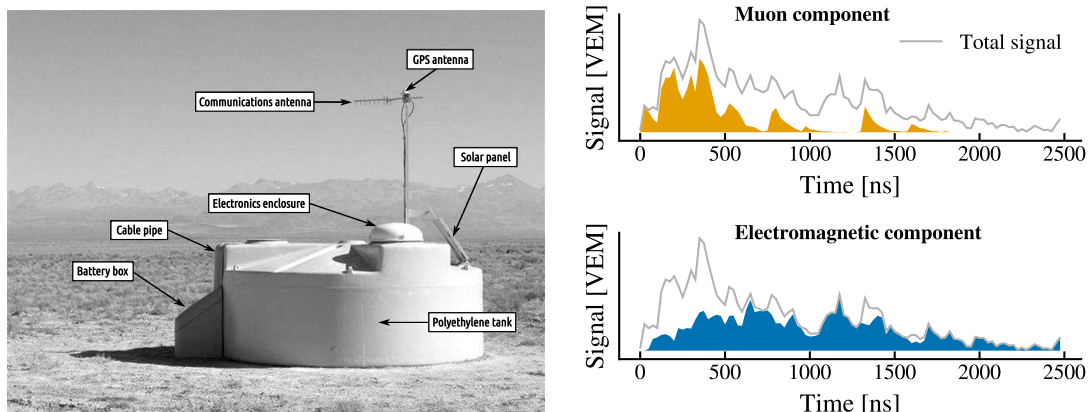 GPS antenna
Communications antenna
Solar panel
Electronics enclosure
Cable pipe
Battery box
Polyethylene tank
Muon component
Total signal
Signal [VEM]
0 500 1000 1500 2000 2500
Time [ns]
Electromagnetic component
Signal [VEM]
0 500 1000 1500 2000 2500
Time [ns]